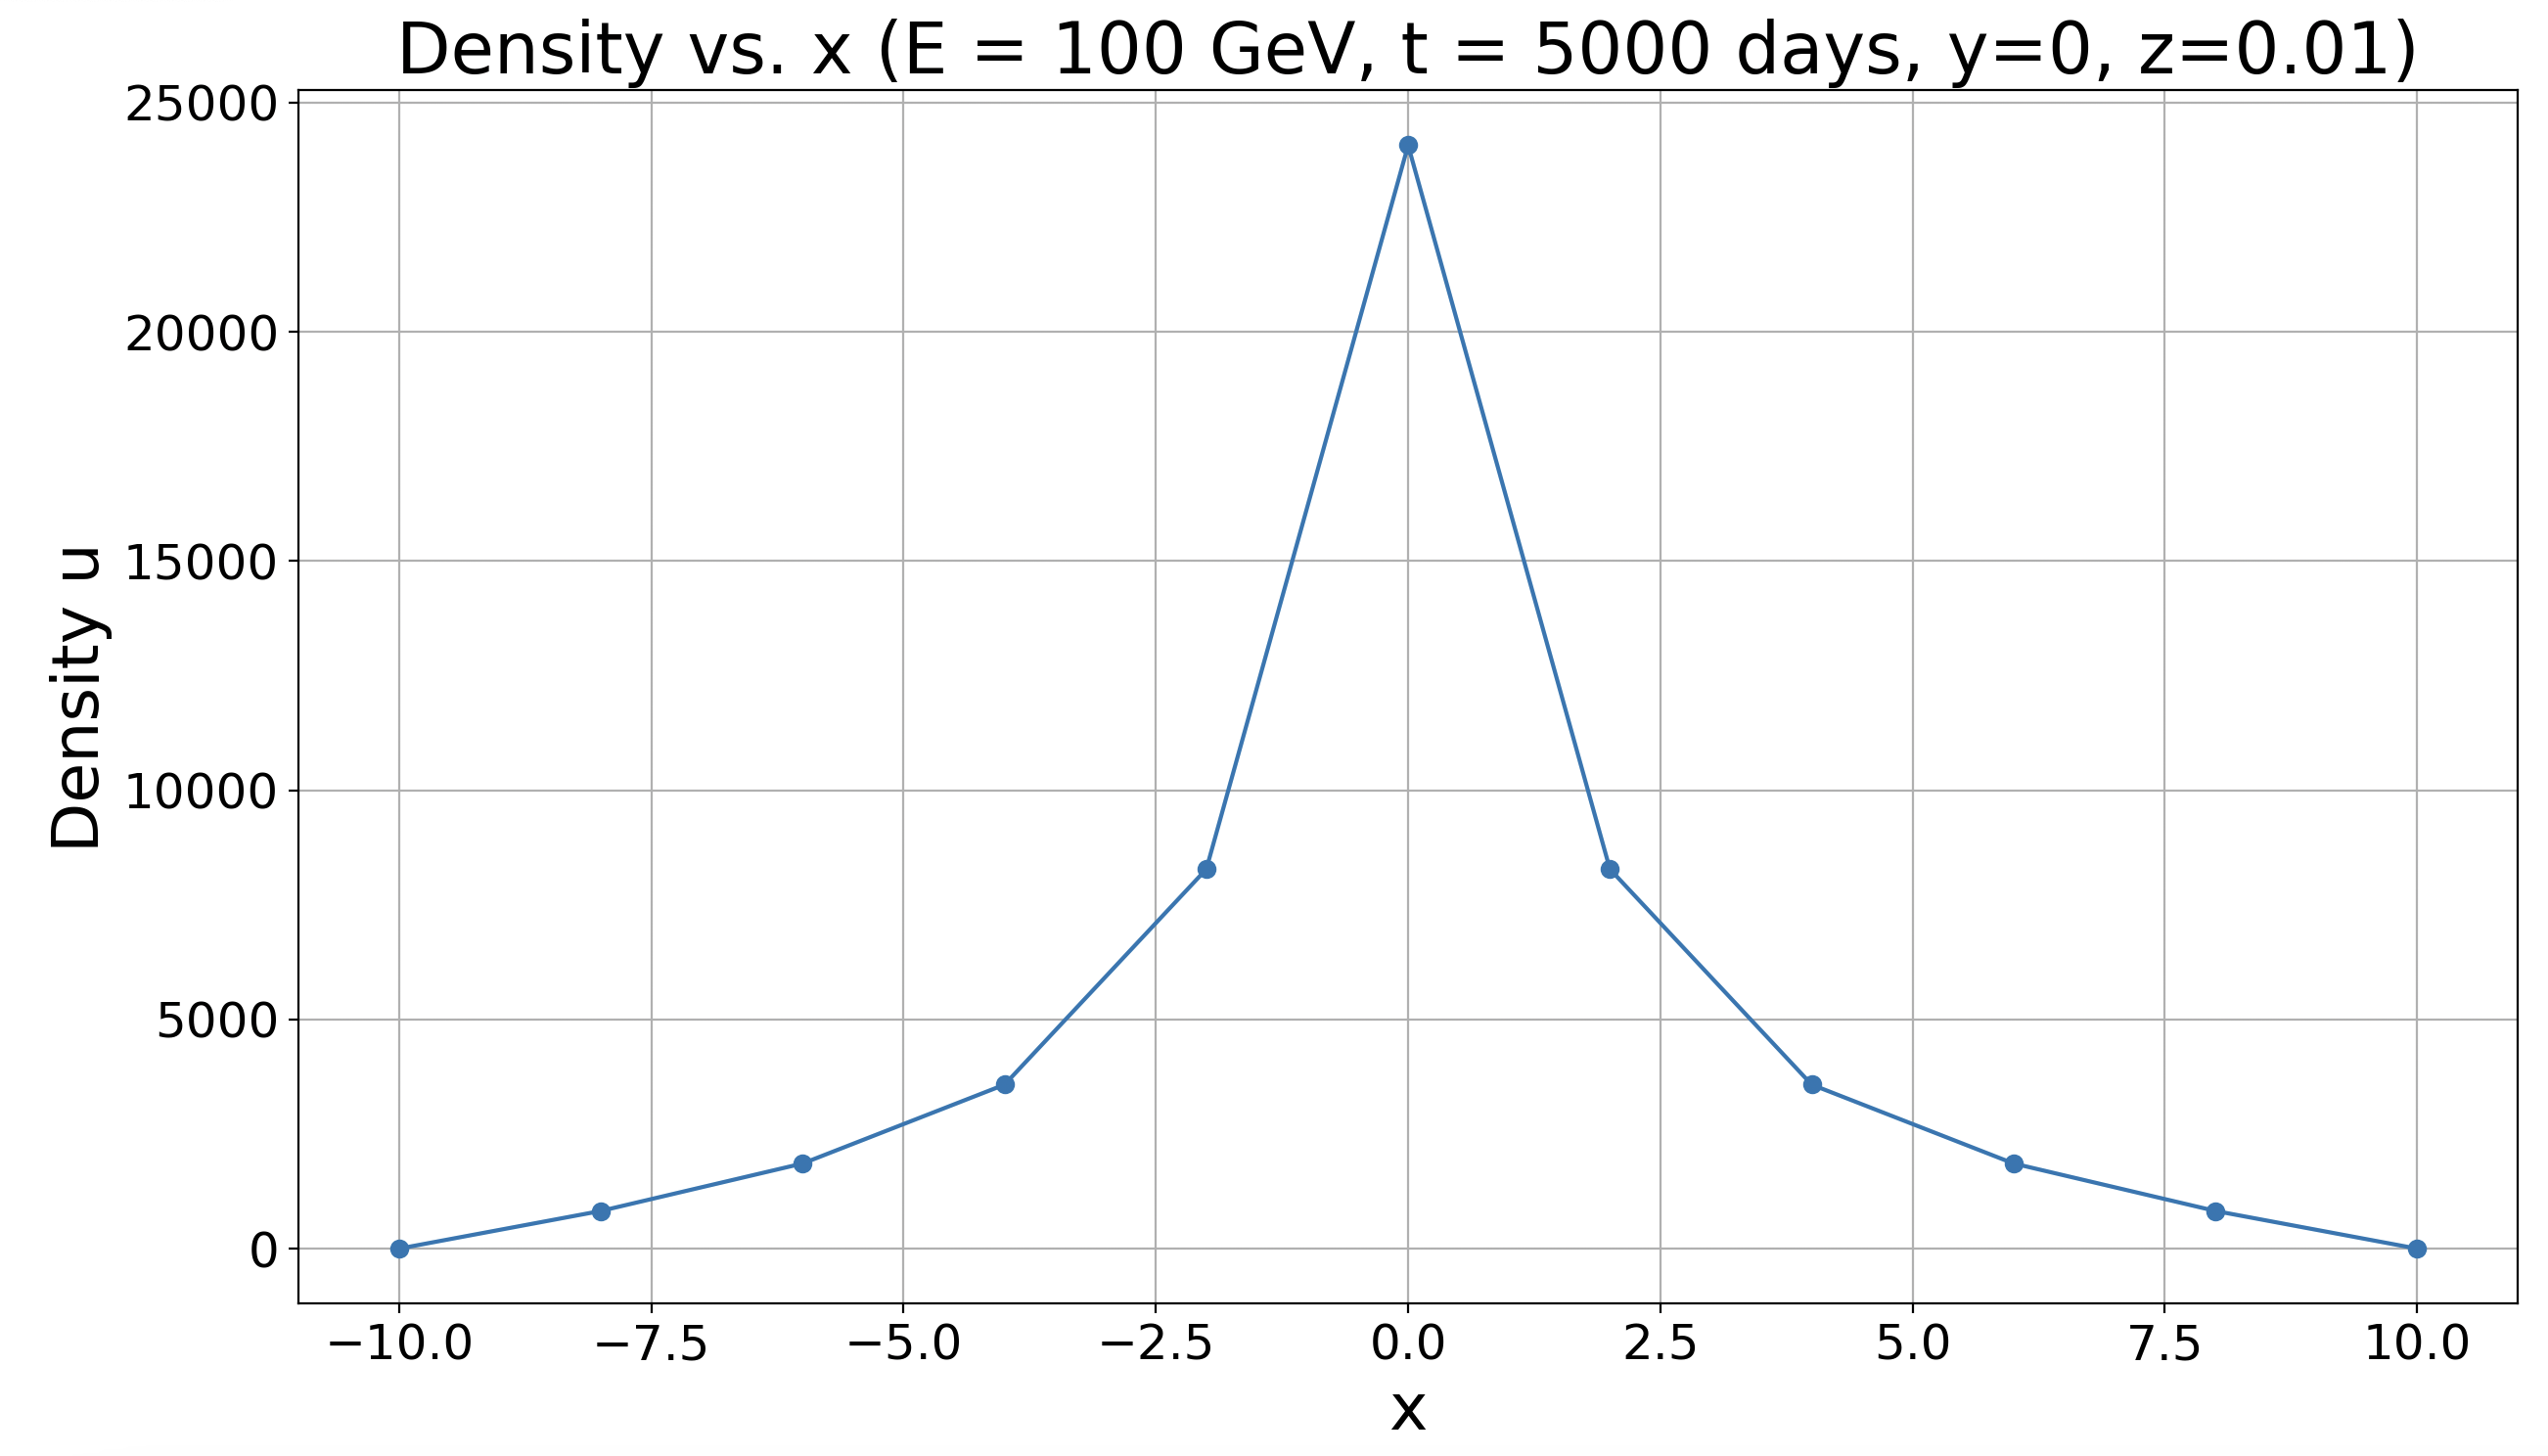 Density vs. x (E = 100 GeV, t = 5000 days, y=0, z=0.01)
25000
20000
15000
10000
5000
0
Density u
−10.0 −7.5 −5.0 −2.5 0.0 2.5 5.0 7.5 10.0
x